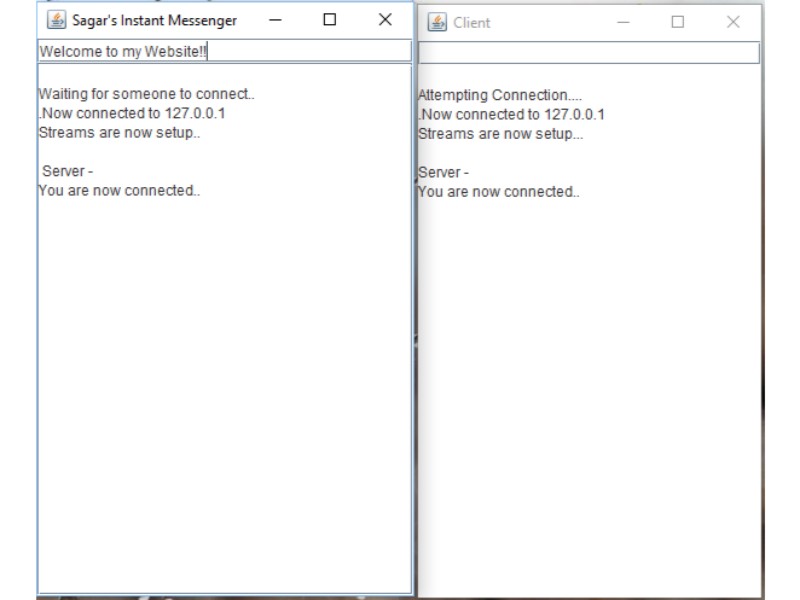 Sagar's Instant Messenger
Welcome to my Website!!
Waiting for someone to connect..
.Now connected to 127.0.0.1
Streams are now setup..
Server -
You are now connected..
Client
Attempting Connection....
.Now connected to 127.0.0.1
Streams are now setup...
Server -
You are now connected..